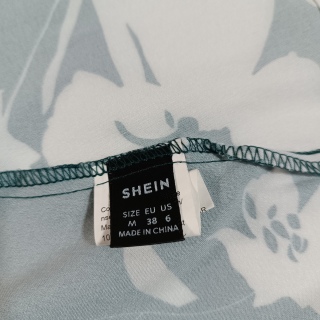 SHEIN
SIZE EU US
M 38 6
MADE IN CHINA